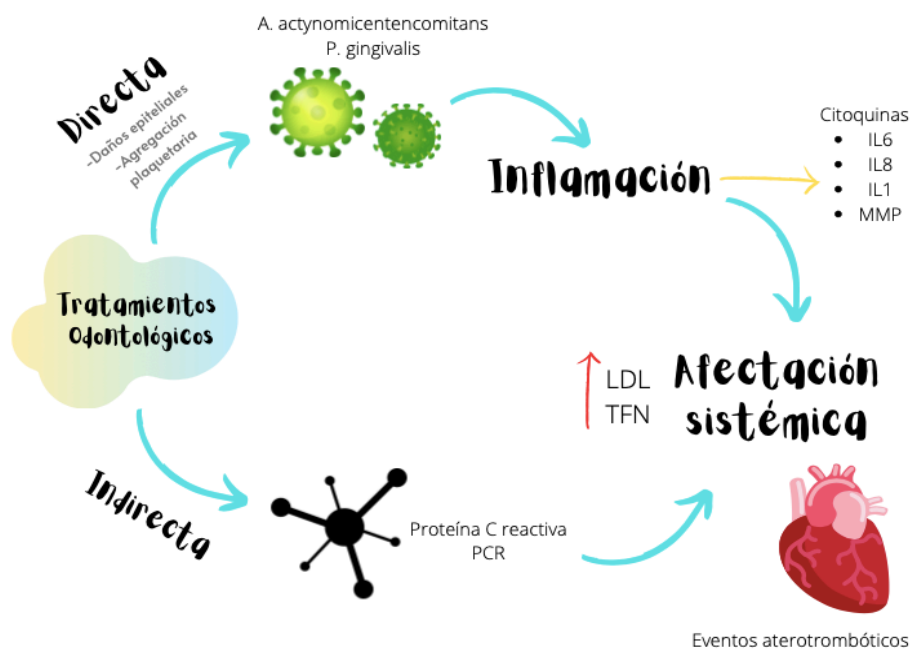 A. actynomicentencomitans
P. gingivalis
Directa
-Daños epiteliales
-Agregación
plaquetaria
Citoquinas
• IL6
• IL8
• IL1
• MMP
Inflamación
Tratamientos
Odontológicos
LDL
TFN
Afectación
sistémica
Indirecta
Proteína C reactiva
PCR
Eventos aterotrombóticos